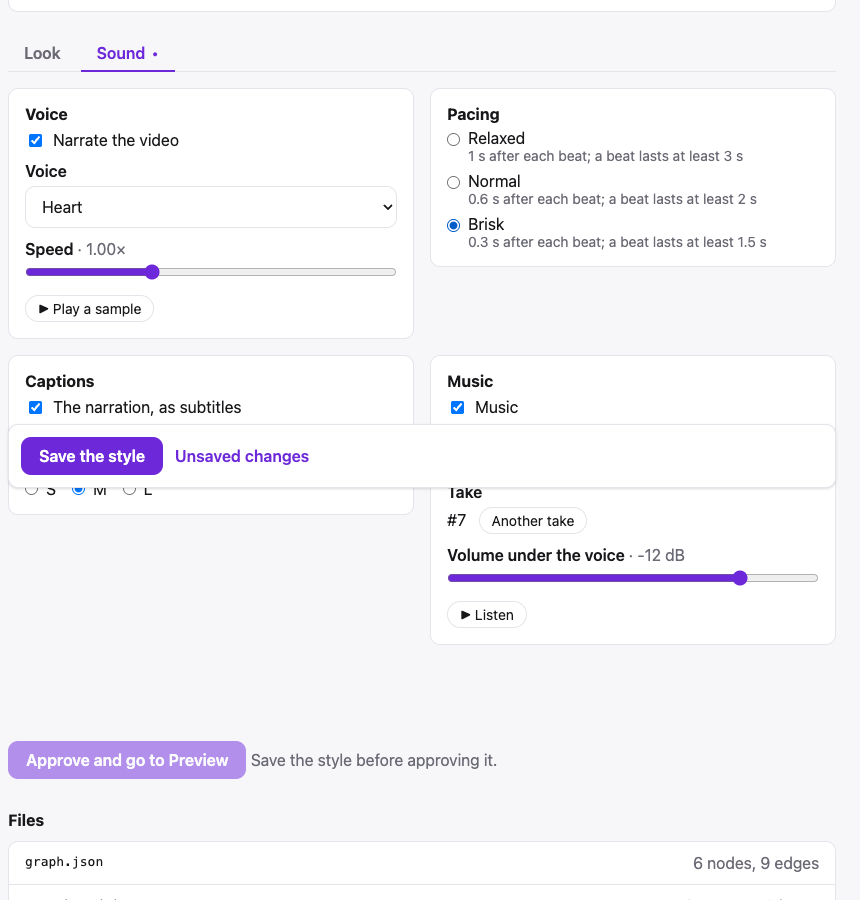 Look
Sound •
Voice
Narrate the video
Voice
Heart
Speed · 1.00×
▶ Play a sample
Pacing
Relaxed
1 s after each beat; a beat lasts at least 3 s
Normal
0.6 s after each beat; a beat lasts at least 2 s
Brisk
0.3 s after each beat; a beat lasts at least 1.5 s
Captions
The narration, as subtitles
Music
Music
Save the style
Unsaved changes
S M L
Take
#7 Another take
Volume under the voice · -12 dB
▶ Listen
Approve and go to Preview
Save the style before approving it.
Files
graph.json
6 nodes, 9 edges